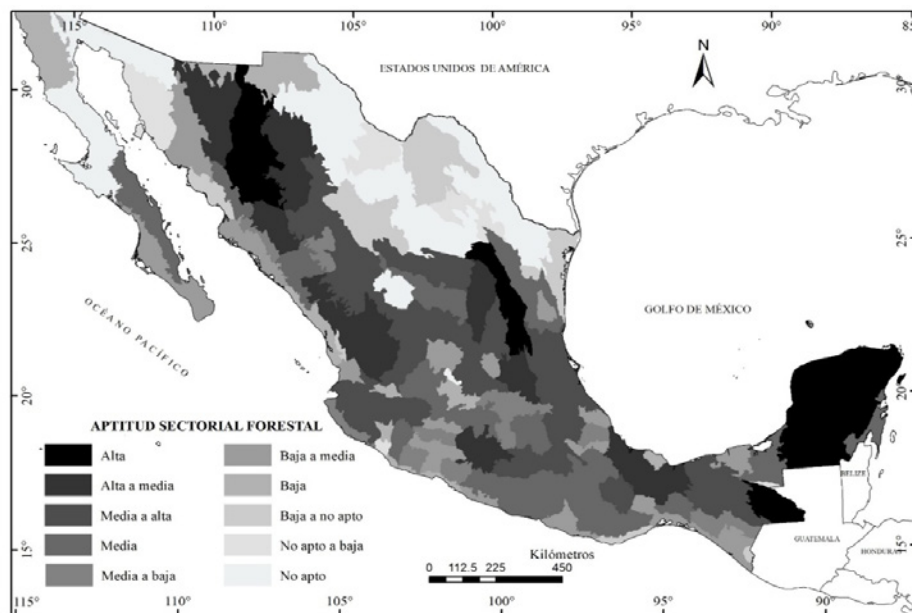 115° 110° 105° 100° 95° 90° 85°
N
ESTADOS UNIDOS DE AMÉRICA
30° 30°
25° 25°
GOLFO DE MÉXICO
OCÉANO PACÍFICO
20° 20°
APTITUD SECTORIAL FORESTAL
Alta
Alta a media
Media a alta
Media
Media a baja
Baja a media
Baja
Baja a no apto
No apto a baja
No apto
BELIZE
GUATEMALA
HONDURAS
15° 15°
Kilómetros
0 112.5 225 450
115° 110° 105° 100° 95° 90°